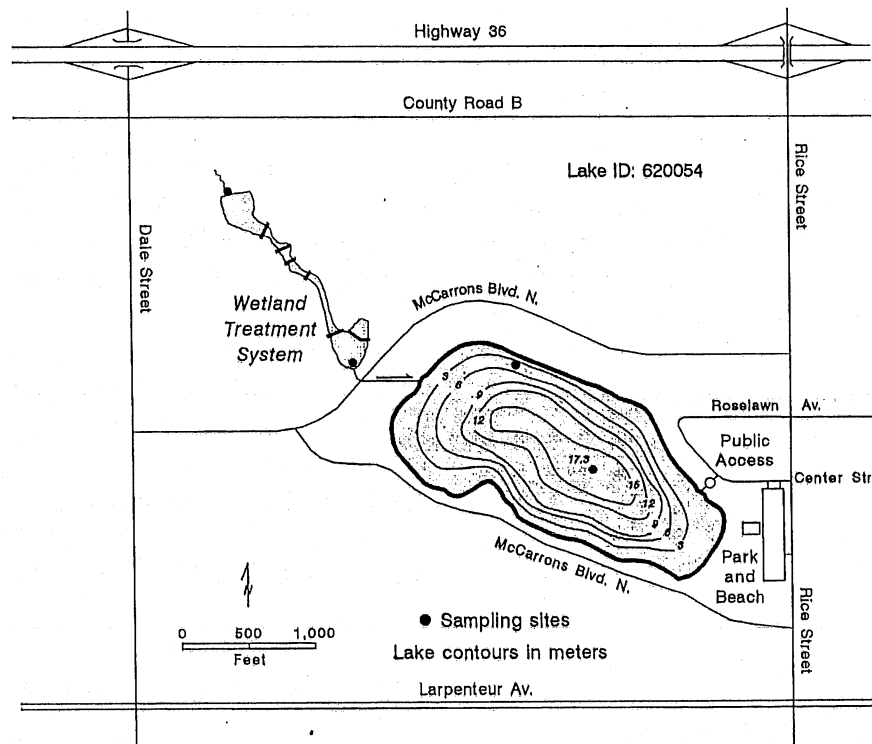 Highway 36
County Road B
Lake ID: 620054
Rice Street
Dale Street
McCarrons Blvd. N.
Wetland
Treatment
System
3
6
9
12
17.3
15
12
9
6
3
Roselawn Av.
Public
Access
Center Str
McCarrons Blvd. N.
Park
and
Beach
Rice Street
N
Sampling sites
0 500 1,000
Feet
Lake contours in meters
Larpenteur Av.